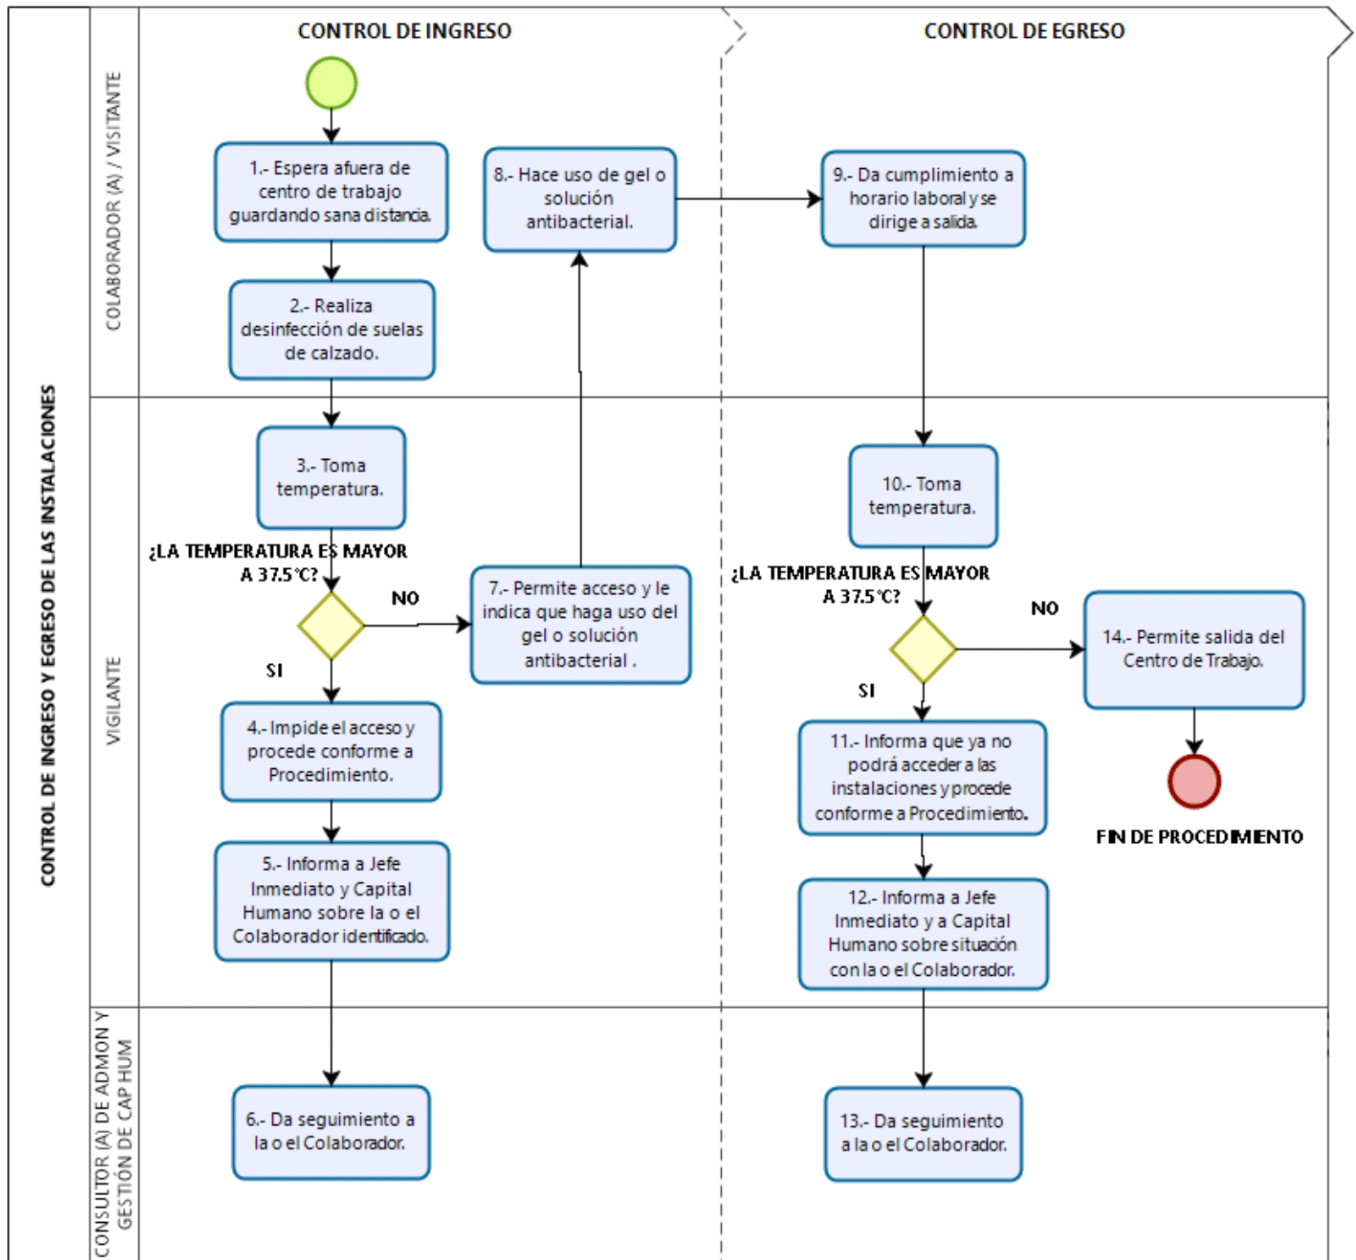 CONTROL DE INGRESO Y EGRESO DE LAS INSTALACIONES
CONTROL DE INGRESO
CONTROL DE EGRESO
COLABORADOR (A) / VISITANTE
1.- Espera afuera de
centro de trabajo
guardando sana distancia.
2.- Realiza
desinfección de suelas
de calzado.
8.- Hace uso de gel o
solución
antibacterial.
9.- Da cumplimiento a
horario laboral y se
dirige a salida.
VIGILANTE
3.- Toma
temperatura.
¿LA TEMPERATURA ES MAYOR
A 37.5°C?
NO
SI
7.- Permite acceso y le
indica que haga uso del
gel o solución
antibacterial .
4.- Impide el acceso y
procede conforme a
Procedimiento.
5.- Informa a Jefe
Inmediato y Capital
Humano sobre la o el
Colaborador identificado.
10.- Toma
temperatura.
¿LA TEMPERATURA ES MAYOR
A 37.5°C?
NO
SI
14.- Permite salida del
Centro de Trabajo.
FIN DE PROCEDIMIENTO
11.- Informa que ya no
podrá acceder a las
instalaciones y procede
conforme a Procedimiento.
12.- Informa a Jefe
Inmediato y a Capital
Humano sobre situación
con la o el Colaborador.
CONSULTOR (A) DE ADMON Y
GESTIÓN DE CAP HUM
6.- Da seguimiento a
la o el Colaborador.
13.- Da seguimiento
a la o el Colaborador.